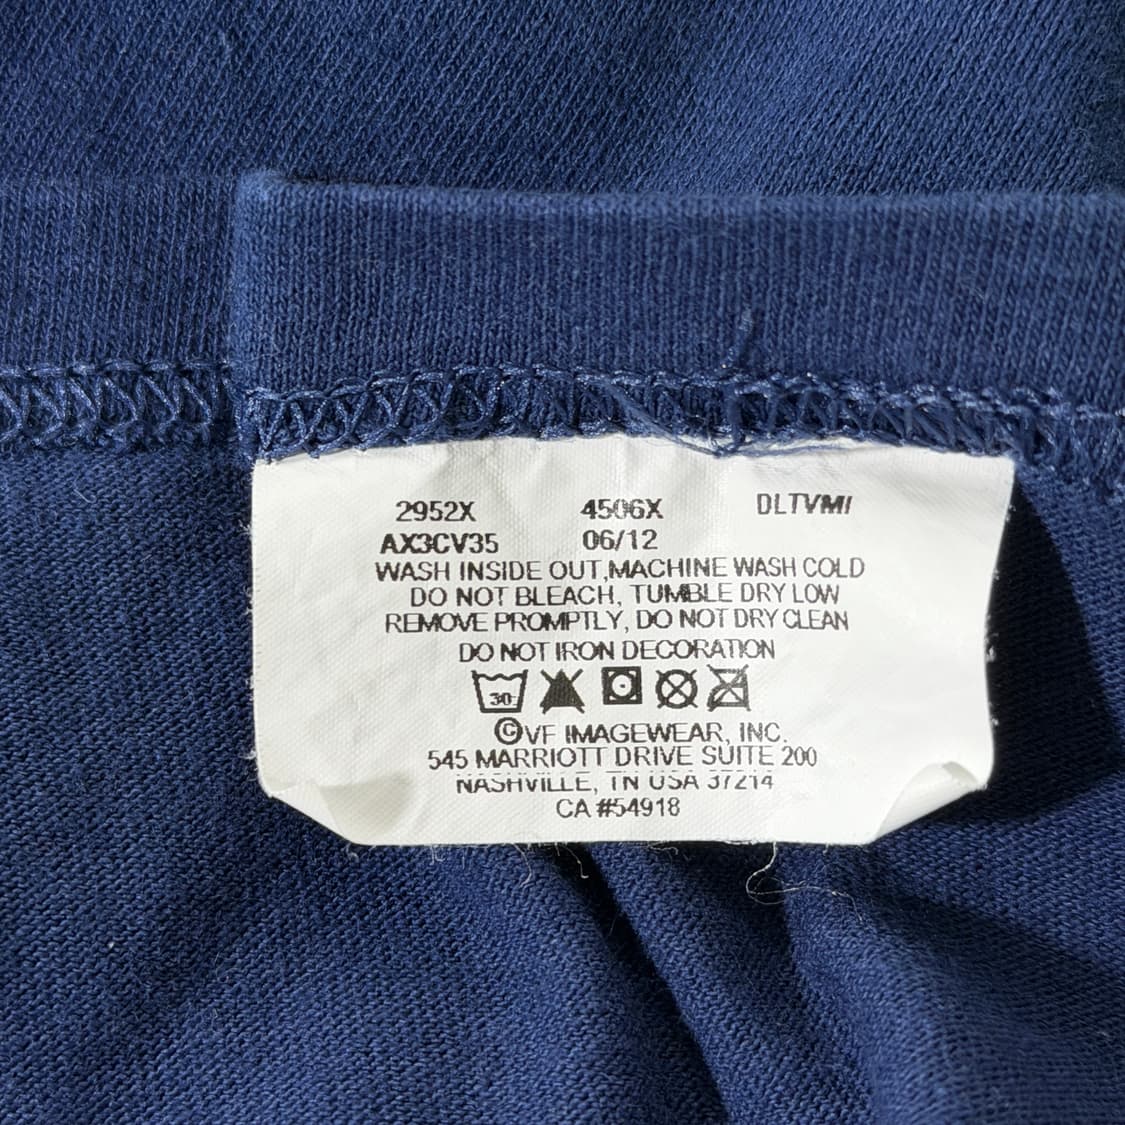 2952X 4506X DLTVMI
AX3CV35 06/12
WASH INSIDE OUT,MACHINE WASH COLD
DO NOT BLEACH, TUMBLE DRY LOW
REMOVE PROMPTLY, DO NOT DRY CLEAN
DO NOT IRON DECORATION
30
©VF IMAGEWEAR, INC.
545 MARRIOTT DRIVE SUITE 200
NASHVILLE, TN USA 37214
CA #54918